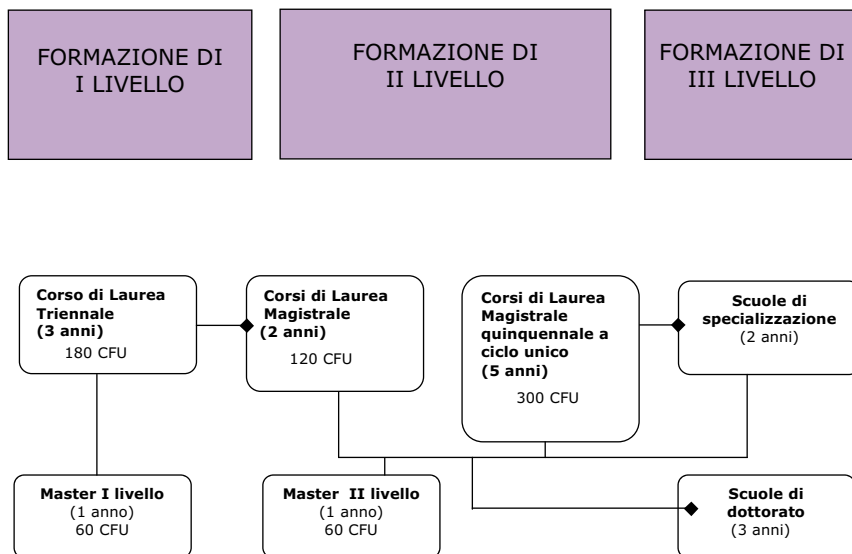 FORMAZIONE DI
I LIVELLO
FORMAZIONE DI
II LIVELLO
FORMAZIONE DI
III LIVELLO
Corso di Laurea
Triennale
(3 anni)
180 CFU
Corsi di Laurea
Magistrale
(2 anni)
120 CFU
Corsi di Laurea
Magistrale
quinquennale a
ciclo unico
(5 anni)
300 CFU
Scuole di
specializzazione
(2 anni)
Master I livello
(1 anno)
60 CFU
Master II livello
(1 anno)
60 CFU
Scuole di
dottorato
(3 anni)